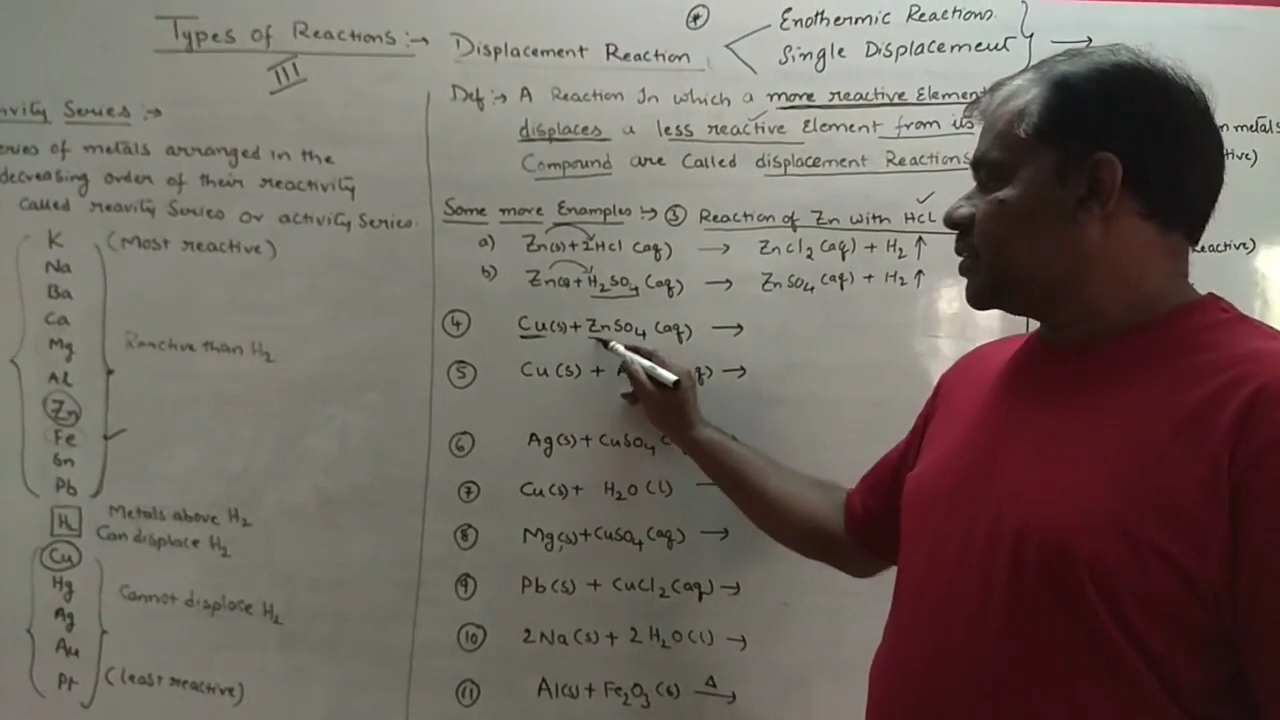 Types of Reactions :→ Displacement Reaction
III
* Enothermic Reactions.
Single Displacement →
ivity Series :→
eries of metals arranged in the
decreasing order of their reactivity
called reavity Series or activity Series.
K (Most reactive)
Na
Ba
Ca
Mg Reactive than H2
Al
Zn
Fe ✓
Sn
Pb
H Metals above H2
Can displace H2
Cu
Hg Cannot displace H2
Ag
Au
Pt (least reactive)
Def :→ A Reaction In which a more reactive Element
displaces a less reactive Element from its
Compound are Called displacement Reactions
n metals
tive)
Reactive)
Some more Enamples :→ ③ Reaction of Zn with HCl
a) Zn(s) + 2HCl (aq) → ZnCl2 (aq) + H2 ↑
b) Zn(s) + H2SO4 (aq) → ZnSO4 (aq) + H2 ↑
④ Cu(s) + ZnSO4 (aq) →
⑤ Cu(s) + A q) →
⑥ Ag(s) + CuSO4
⑦ Cu(s) + H2O (l) →
⑧ Mg(s) + CuSO4 (aq) →
⑨ Pb(s) + CuCl2 (aq) →
⑩ 2Na(s) + 2H2O(l) →
⑪ Al(s) + Fe2O3 (s) Δ→